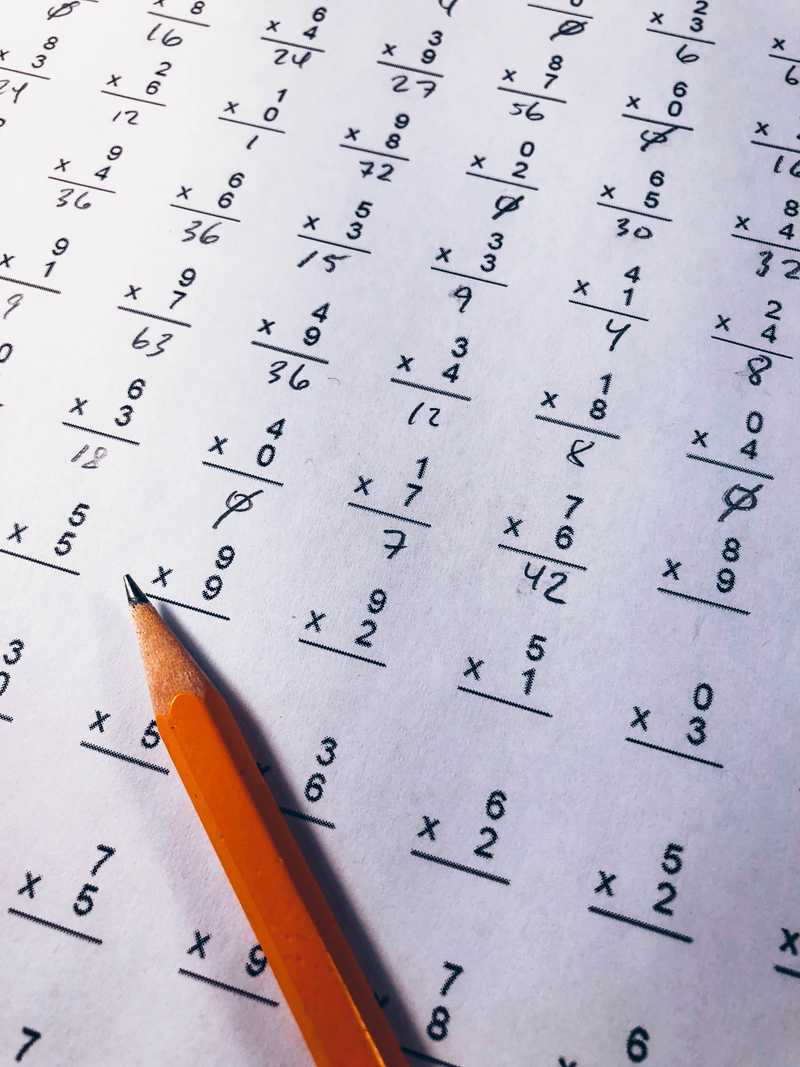 2
x 3
6
8 6 3 8 6
x 4 x 9 x 7 x 0
16 24 27 56 0 16
8 2 1 9 0 6 8
x 3 x 6 x 0 x 8 x 2 x 5 x 4
24 12 1 72 0 30 32
9 6 5 3 4 2
x 4 x 6 x 3 x 3 x 1 x 4
36 36 15 9 4 8
9 9 4 3 1 0
x 1 x 7 x 9 x 4 x 8 x 4
9 63 36 12 8 0
6 4 1 7 8
x 3 x 0 x 7 x 6 x 9
18 0 7 42
5 9 9 5 0
x 5 x 9 x 2 x 1 x 3
3 3 6 5
x 5 6 x 2 x 2 x
7 7 6
x 5 x 9 8
7